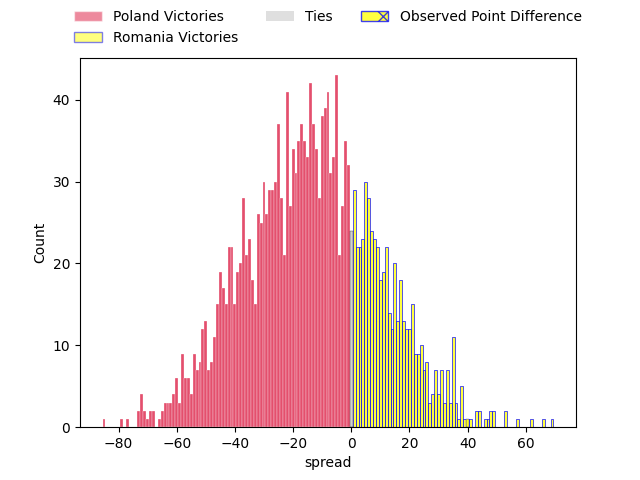 Poland Victories
Ties
Observed Point Difference
Romania Victories
Count
40
30
20
10
0
−80
−60
−40
−20
0
20
40
60
spread